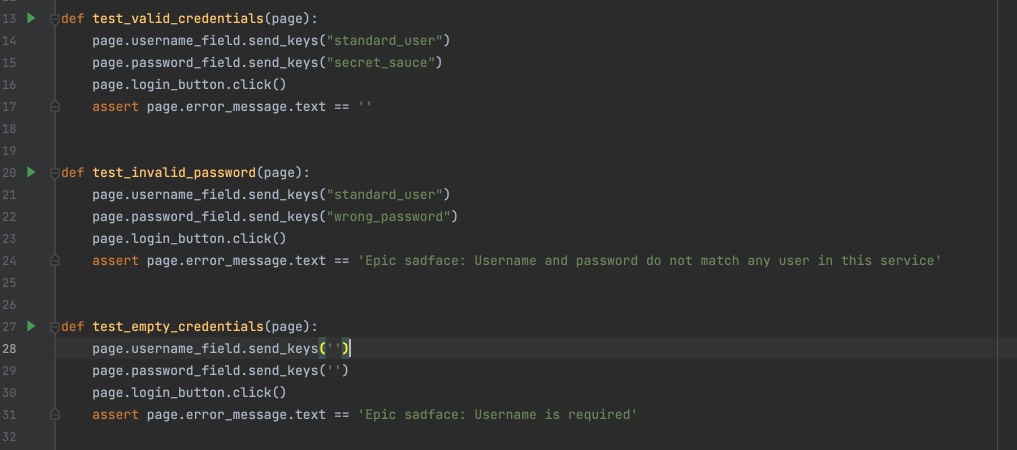 13 def test_valid_credentials(page):
14 page.username_field.send_keys("standard_user")
15 page.password_field.send_keys("secret_sauce")
16 page.login_button.click()
17 assert page.error_message.text == ''
18
19
20 def test_invalid_password(page):
21 page.username_field.send_keys("standard_user")
22 page.password_field.send_keys("wrong_password")
23 page.login_button.click()
24 assert page.error_message.text == 'Epic sadface: Username and password do not match any user in this service'
25
26
27 def test_empty_credentials(page):
28 page.username_field.send_keys('')
29 page.password_field.send_keys('')
30 page.login_button.click()
31 assert page.error_message.text == 'Epic sadface: Username is required'
32